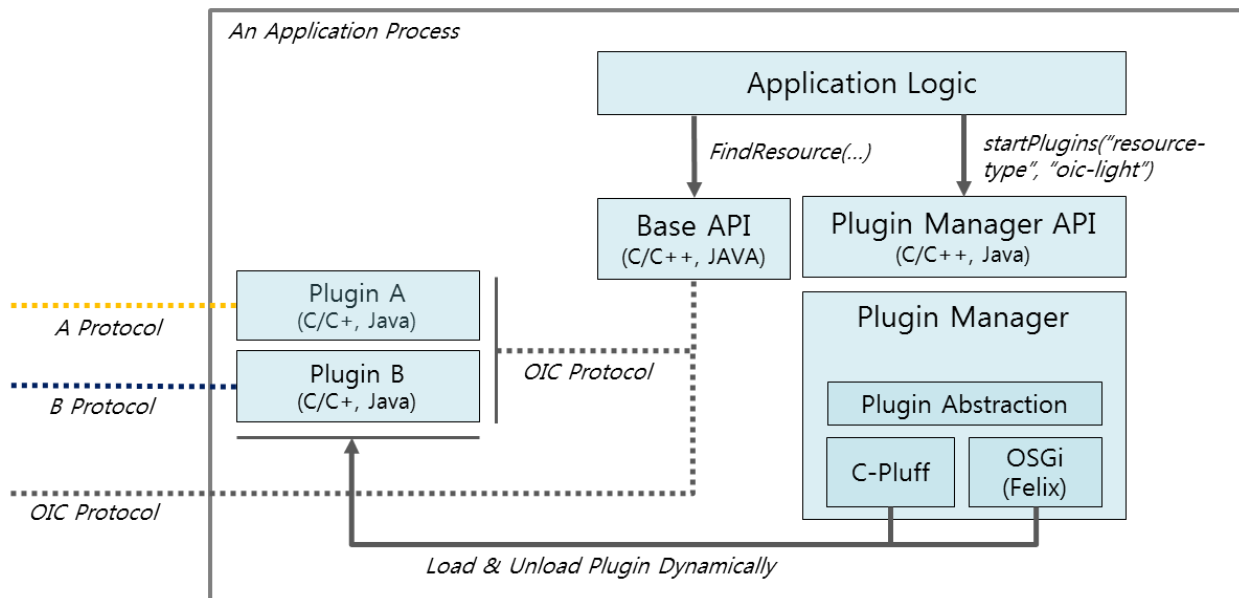 An Application Process
Application Logic
FindResource(...)
startPlugins(“resource-
type”, “oic-light”)
Base API
(C/C++, JAVA)
Plugin Manager API
(C/C++, Java)
Plugin A
(C/C+, Java)
A Protocol
Plugin B
(C/C+, Java)
B Protocol
OIC Protocol
Plugin Manager
Plugin Abstraction
C-Pluff
OSGi
(Felix)
OIC Protocol
Load & Unload Plugin Dynamically